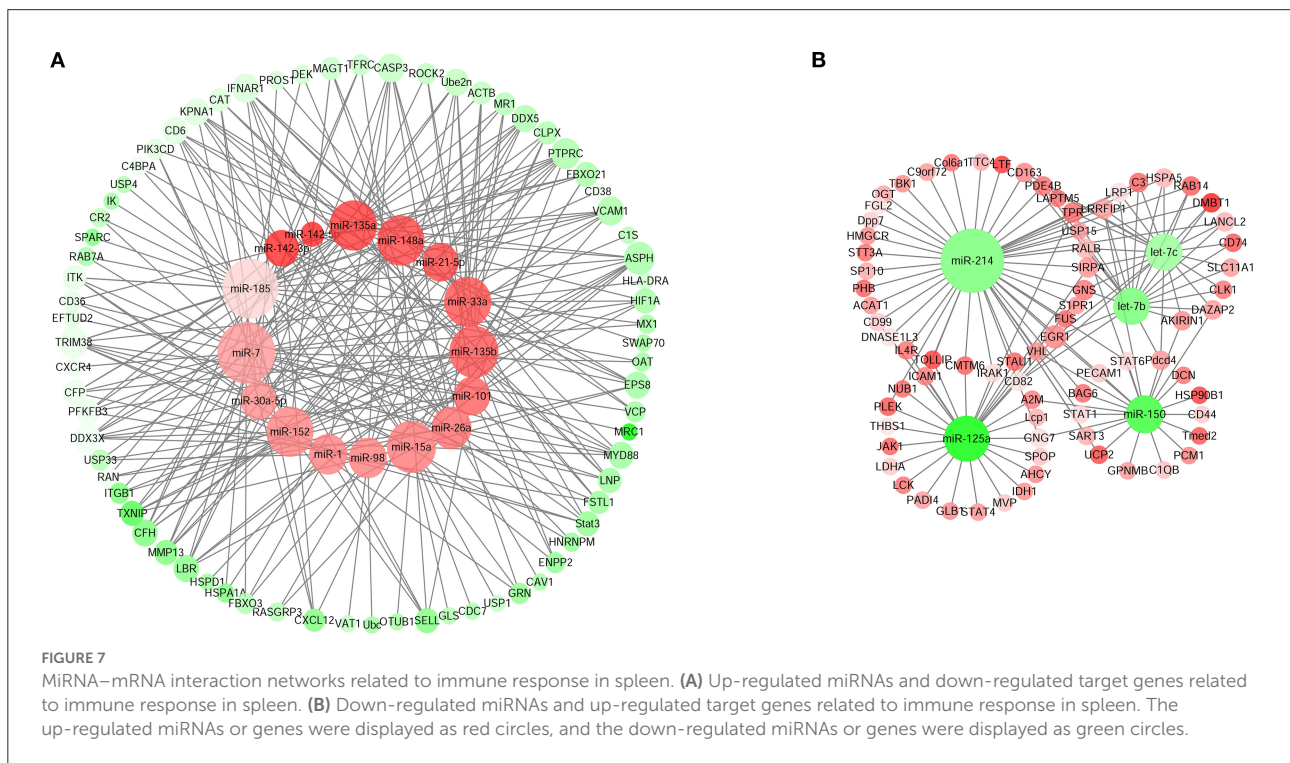 A
B
PROS1
DEK
MAGT1
TFRC
CASP3
ROCK2
Ube2n
ACTB
MR1
DDX5
CLPX
PTPRC
FBXO21
CD38
VCAM1
C1S
ASPH
HLA-DRA
HIF1A
MX1
SWAP70
OAT
EPS8
VCP
MRC1
MYD88
LNP
FSTL1
Stat3
HNRNPM
ENPP2
CAV1
GRN
USP1
CDC7
GLS
SELL
OTUB1
Ubc
VAT1
CXCL12
RASGRP3
FBXO3
HSPA1A
HSPD1
LBR
MMP13
CFH
TXNIP
ITGB1
RAN
USP33
DDX3X
PFKFB3
CFP
CXCR4
TRIM38
EFTUD2
CD36
ITK
RAB7A
SPARC
CR2
IK
USP4
C4BPA
PIK3CD
CD6
KPNA1
CAT
IFNAR1
miR-142-3p
miR-135a
miR-148a
miR-21-5p
miR-33a
miR-135b
miR-101
miR-26a
miR-15a
miR-98
miR-1
miR-152
miR-30a-5p
miR-7
miR-185
Col6a1
TTC4
LTF
CD163
PDE4B
LAPTM5
TPR
LRRFIP1
USP15
RALB
SIRPA
GNS
S1PR1
FUS
EGR1
VHL
STAU1
IRAK1
CD82
CMTM6
TOLLIP
ICAM1
IL4R
DNASE1L3
CD99
ACAT1
PHB
SP110
STT3A
HMGCR
Dpp7
FGL2
OGT
TBK1
C9orf72
miR-214
LRP1
C3
HSPA5
RAB14
DMBT1
LANCL2
CD74
SLC11A1
CLK1
DAZAP2
AKIRIN1
let-7c
let-7b
STAT6
Pdcd4
PECAM1
DCN
BAG6
HSP90B1
CD44
STAT1
Tmed2
SART3
PCM1
UCP2
C1QB
GPNMB
miR-150
NUB1
PLEK
THBS1
JAK1
LDHA
LCK
PADI4
GLB1
STAT4
MVP
IDH1
AHCY
SPOP
GNG7
Lcp1
A2M
miR-125a
FIGURE 7
MiRNA–mRNA interaction networks related to immune response in spleen. (A) Up-regulated miRNAs and down-regulated target genes related
to immune response in spleen. (B) Down-regulated miRNAs and up-regulated target genes related to immune response in spleen. The
up-regulated miRNAs or genes were displayed as red circles, and the down-regulated miRNAs or genes were displayed as green circles.